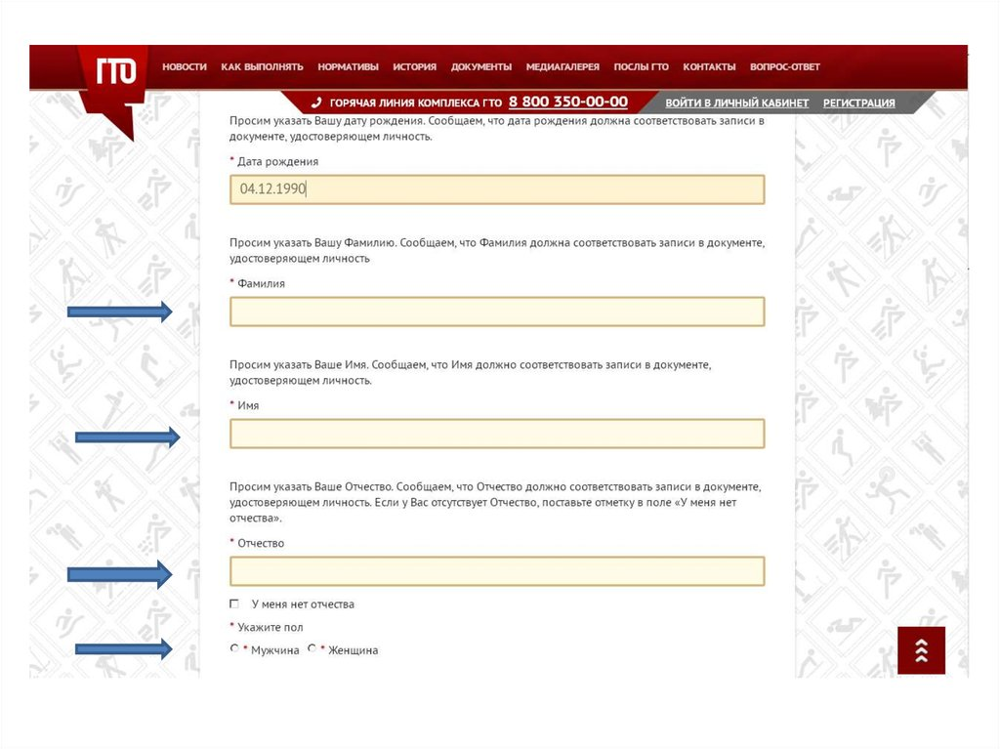 ГТО
НОВОСТИ КАК ВЫПОЛНЯТЬ НОРМАТИВЫ ИСТОРИЯ ДОКУМЕНТЫ МЕДИАГАЛЕРЕЯ ПОСЛЫ ГТО КОНТАКТЫ ВОПРОС-ОТВЕТ
ГОРЯЧАЯ ЛИНИЯ КОМПЛЕКСА ГТО 8 800 350-00-00 ВОЙТИ В ЛИЧНЫЙ КАБИНЕТ РЕГИСТРАЦИЯ
Просим указать Вашу дату рождения. Сообщаем, что дата рождения должна соответствовать записи в
документе, удостоверяющем личность.
* Дата рождения
04.12.1990
Просим указать Вашу Фамилию. Сообщаем, что Фамилия должна соответствовать записи в документе,
удостоверяющем личность
* Фамилия
Просим указать Ваше Имя. Сообщаем, что Имя должно соответствовать записи в документе,
удостоверяющем личность.
* Имя
Просим указать Ваше Отчество. Сообщаем, что Отчество должно соответствовать записи в документе,
удостоверяющем личность. Если у Вас отсутствует Отчество, поставьте отметку в поле «У меня нет
отчества».
* Отчество
У меня нет отчества
* Укажите пол
* Мужчина * Женщина